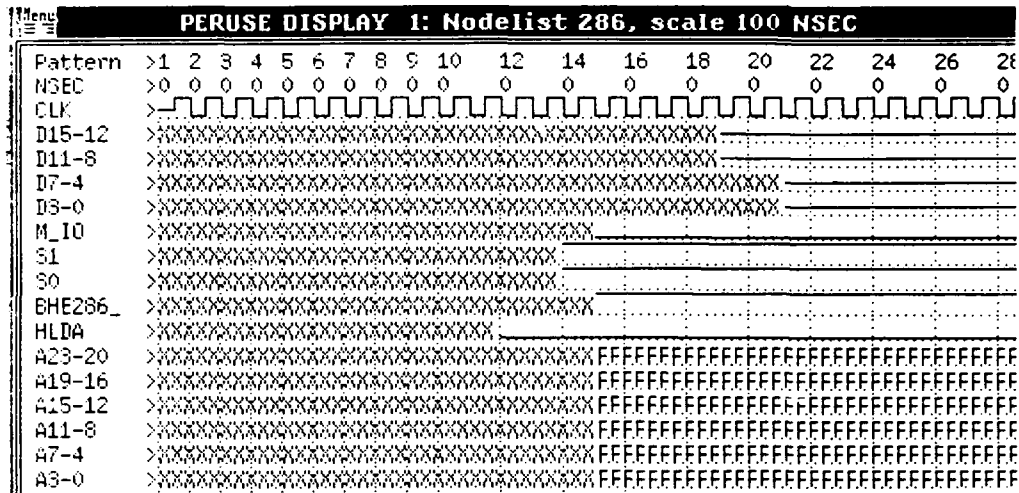 Menu
PERUSE DISPLAY 1: Nodelist 286, scale 100 NSEC
Pattern >1 2 3 4 5 6 7 8 9 10 12 14 16 18 20 22 24 26 28
NSEC >0 0 0 0 0 0 0 0 0 0 0 0 0 0 0 0 0 0 0
CLK >
D15-12 >
D11-8 >
D7-4 >
D3-0 >
M_IO >
S1 >
S0 >
BHE286_ >
HLDA >
A23-20 >
A19-16 >
A15-12 >
A11-8 >
A7-4 >
A3-0 >